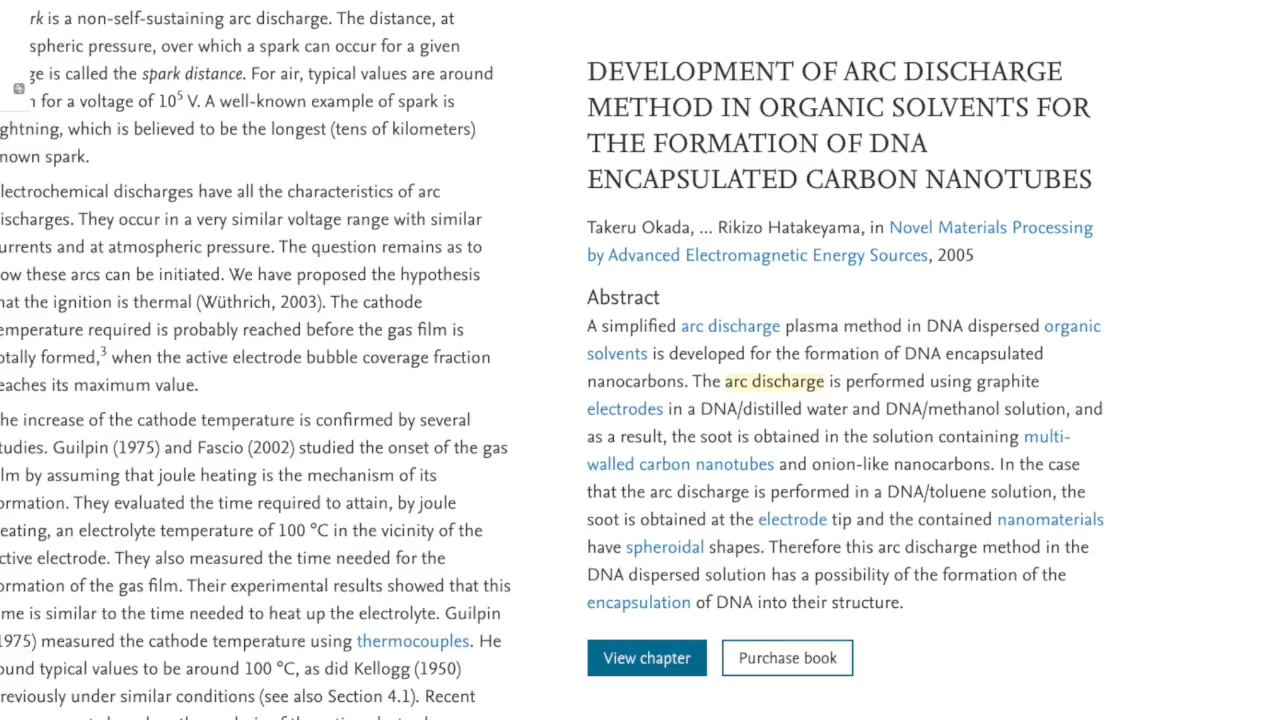 rk is a non-self-sustaining arc discharge. The distance, at
spheric pressure, over which a spark can occur for a given
ge is called the spark distance. For air, typical values are around
for a voltage of 10⁵ V. A well-known example of spark is
ghtning, which is believed to be the longest (tens of kilometers)
nown spark.
lectrochemical discharges have all the characteristics of arc
ischarges. They occur in a very similar voltage range with similar
urrents and at atmospheric pressure. The question remains as to
ow these arcs can be initiated. We have proposed the hypothesis
hat the ignition is thermal (Wüthrich, 2003). The cathode
emperature required is probably reached before the gas film is
otally formed,³ when the active electrode bubble coverage fraction
eaches its maximum value.
he increase of the cathode temperature is confirmed by several
tudies. Guilpin (1975) and Fascio (2002) studied the onset of the gas
lm by assuming that joule heating is the mechanism of its
ormation. They evaluated the time required to attain, by joule
eating, an electrolyte temperature of 100 °C in the vicinity of the
ctive electrode. They also measured the time needed for the
ormation of the gas film. Their experimental results showed that this
me is similar to the time needed to heat up the electrolyte. Guilpin
1975) measured the cathode temperature using thermocouples. He
ound typical values to be around 100 °C, as did Kellogg (1950)
reviously under similar conditions (see also Section 4.1). Recent
DEVELOPMENT OF ARC DISCHARGE
METHOD IN ORGANIC SOLVENTS FOR
THE FORMATION OF DNA
ENCAPSULATED CARBON NANOTUBES
Takeru Okada, ... Rikizo Hatakeyama, in Novel Materials Processing
by Advanced Electromagnetic Energy Sources, 2005
Abstract
A simplified arc discharge plasma method in DNA dispersed organic
solvents is developed for the formation of DNA encapsulated
nanocarbons. The arc discharge is performed using graphite
electrodes in a DNA/distilled water and DNA/methanol solution, and
as a result, the soot is obtained in the solution containing multi-
walled carbon nanotubes and onion-like nanocarbons. In the case
that the arc discharge is performed in a DNA/toluene solution, the
soot is obtained at the electrode tip and the contained nanomaterials
have spheroidal shapes. Therefore this arc discharge method in the
DNA dispersed solution has a possibility of the formation of the
encapsulation of DNA into their structure.
View chapter
Purchase book